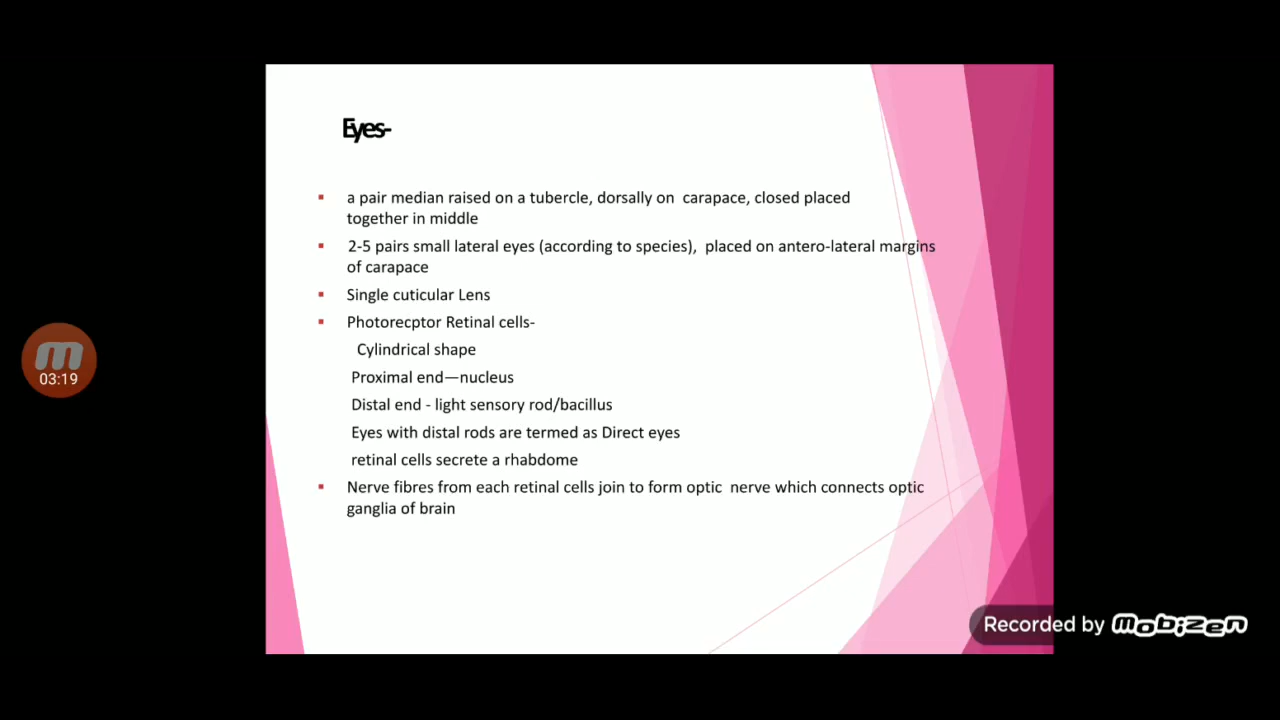 Eyes-
▪ a pair median raised on a tubercle, dorsally on carapace, closed placed
together in middle
▪ 2-5 pairs small lateral eyes (according to species), placed on antero-lateral margins
of carapace
▪ Single cuticular Lens
▪ Photorecptor Retinal cells-
Cylindrical shape
Proximal end—nucleus
Distal end - light sensory rod/bacillus
Eyes with distal rods are termed as Direct eyes
retinal cells secrete a rhabdome
▪ Nerve fibres from each retinal cells join to form optic nerve which connects optic
ganglia of brain
03:19
Recorded by mobizen